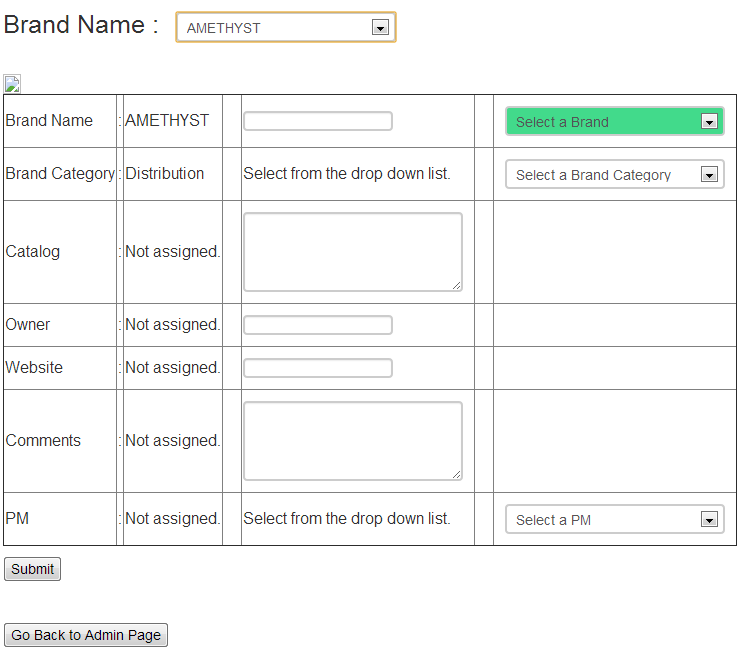 Brand Name : AMETHYST
Brand Name : AMETHYST Select a Brand
Brand Category : Distribution Select from the drop down list. Select a Brand Category
Catalog : Not assigned.
Owner : Not assigned.
Website : Not assigned.
Comments : Not assigned.
PM : Not assigned. Select from the drop down list. Select a PM
Submit
Go Back to Admin Page